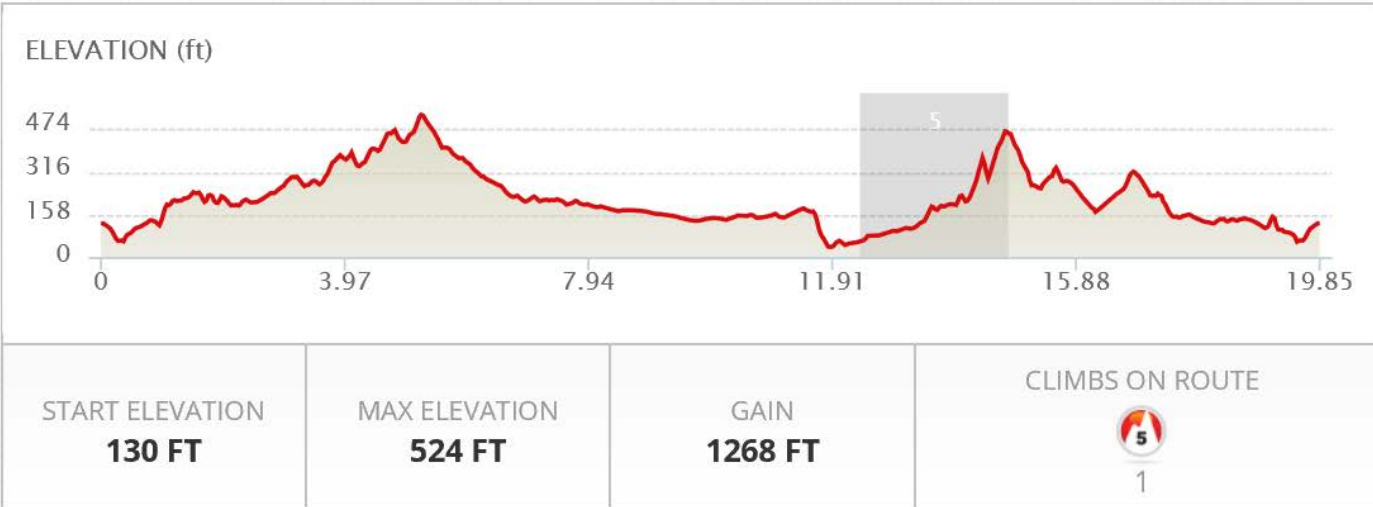 ELEVATION (ft)
474
5
316
158
0
0 3.97 7.94 11.91 15.88 19.85
START ELEVATION
130 FT
MAX ELEVATION
524 FT
GAIN
1268 FT
CLIMBS ON ROUTE
5
1